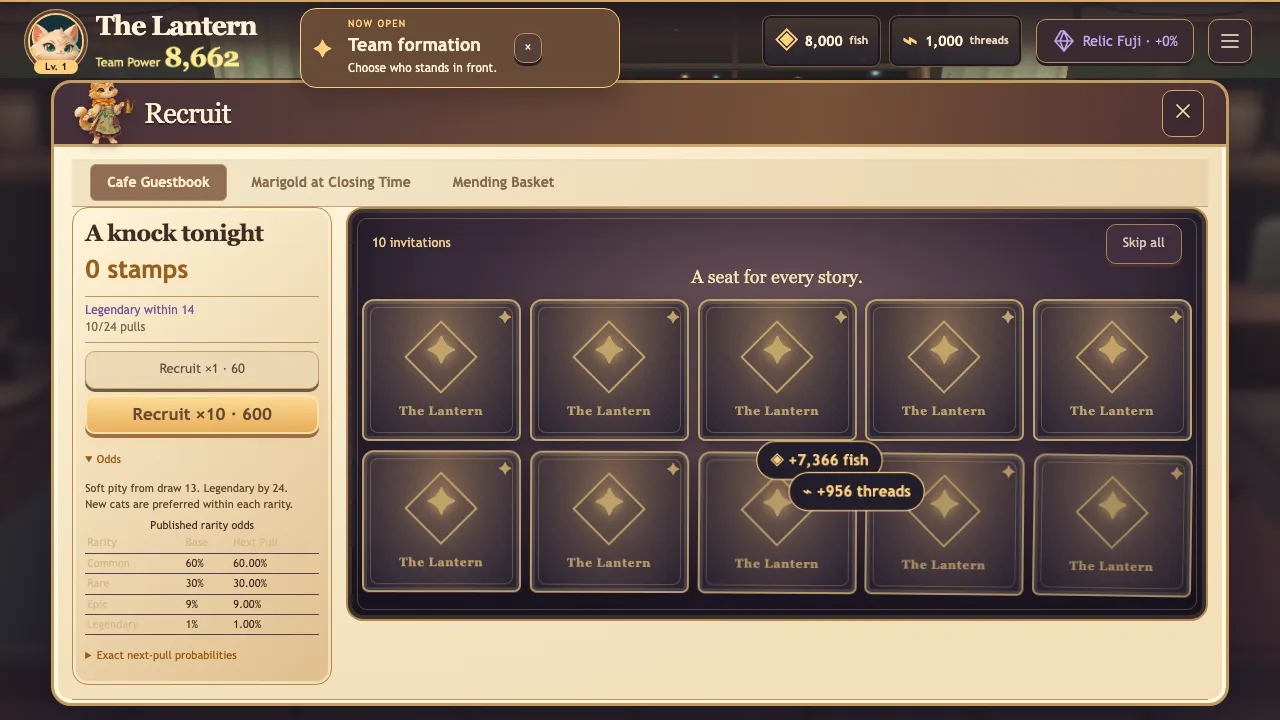 The Lantern
Team Power 8,662
Lv. 1
NOW OPEN
Team formation
Choose who stands in front.
×
8,000 fish
1,000 threads
Relic Fuji · +0%
Recruit
Cafe Guestbook
Marigold at Closing Time
Mending Basket
A knock tonight
0 stamps
Legendary within 14
10/24 pulls
Recruit ×1 · 60
Recruit ×10 · 600
Odds
Soft pity from draw 13. Legendary by 24.
New cats are preferred within each rarity.
Published rarity odds
Rarity Base Next Pull
Common 60% 60.00%
Rare 30% 30.00%
Epic 9% 9.00%
Legendary 1% 1.00%
Exact next-pull probabilities
10 invitations
Skip all
A seat for every story.
The Lantern
The Lantern
The Lantern
The Lantern
The Lantern
+7,366 fish
+956 threads
The Lantern
The Lantern
The Lantern
The Lantern
The Lantern